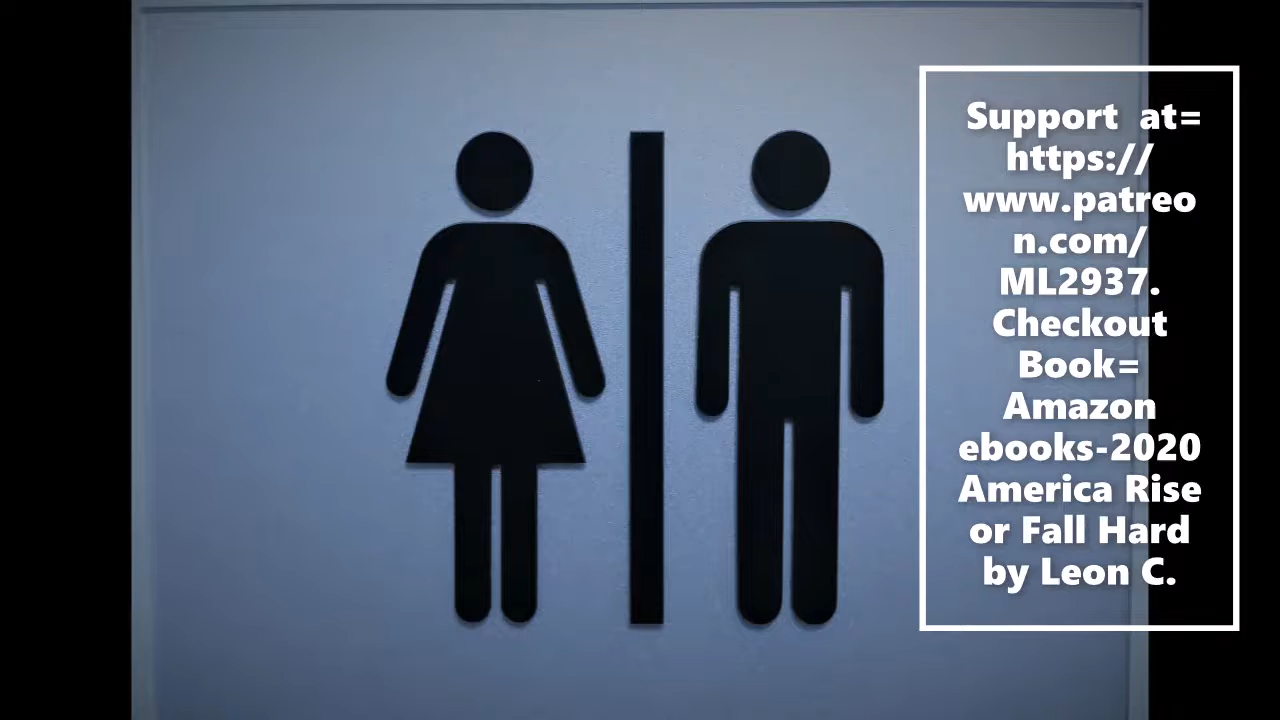 Support  at=
https://
www.patreo
n.com/
ML2937.
Checkout
Book=
Amazon
ebooks-2020
America Rise
or Fall Hard
by Leon C.